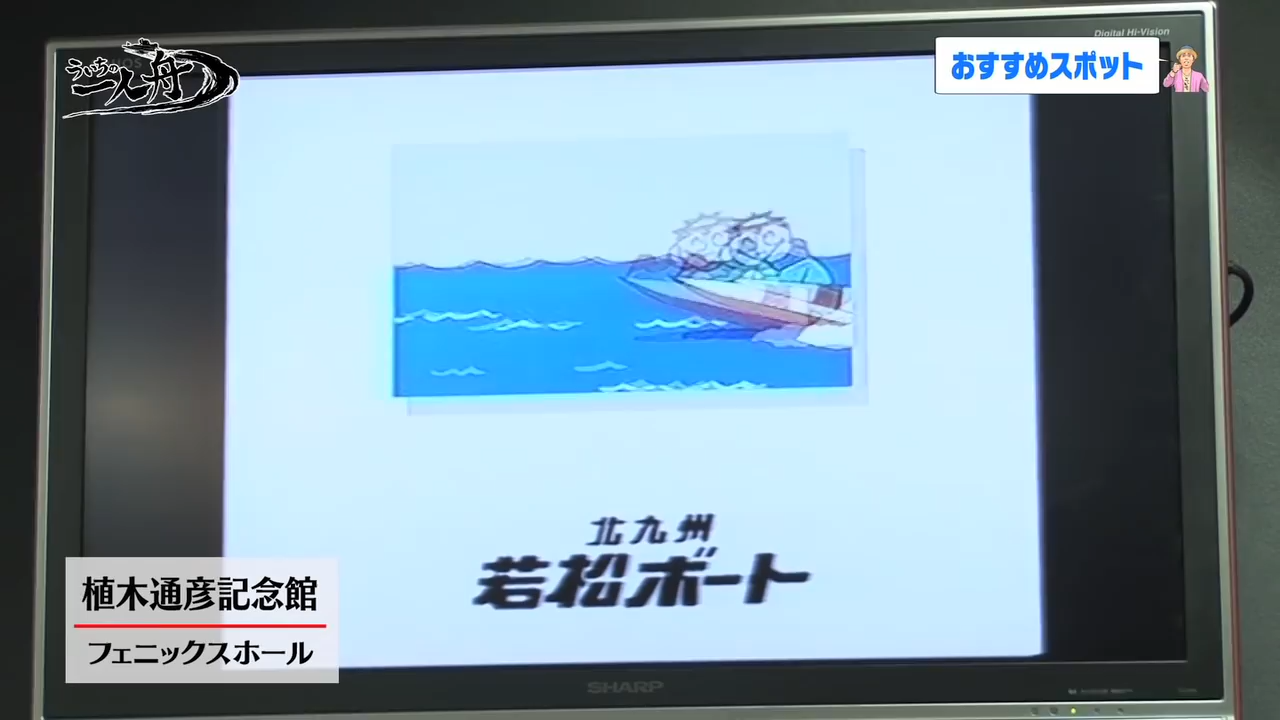 ういちの
一人舟
Digital Hi-Vision
おすすめスポット
北九州
若松ボート
植木通彦記念館
フェニックスホール
SHARP